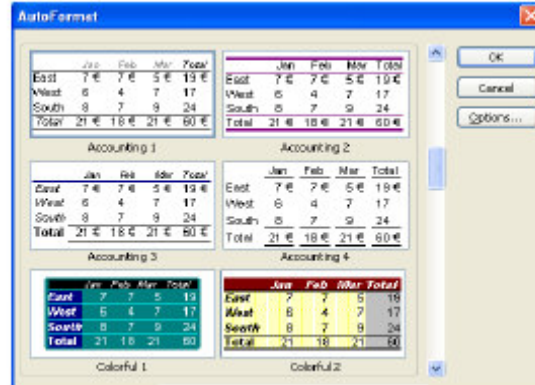 AutoFormat
Jan Feb Mar Total
East 7 € 7 € 5 € 19 €
West 6 4 7 17
South 8 7 9 24
Total 21 € 18 € 21 € 60 €
Accounting 1
Jan Feb Mar Total
East 7 € 7 € 5 € 19 €
West 6 4 7 17
South 8 7 9 24
Total 21 € 18 € 21 € 60 €
Accounting 2
OK
Cancel
Options...
Jan Feb Mar Total
East 7 € 7 € 5 € 19 €
West 6 4 7 17
South 8 7 9 24
Total 21 € 18 € 21 € 60 €
Accounting 3
Jan Feb Mar Total
East 7 € 7 € 5 € 19 €
West 6 4 7 17
South 8 7 9 24
Total 21 € 18 € 21 € 60 €
Accounting 4
Jan Feb Mar Total
East 7 7 5 19
West 6 4 7 17
South 8 7 9 24
Total 21 18 21 60
Colorful 1
Jan Feb Mar Total
East 7 7 5 19
West 6 4 7 17
South 8 7 9 24
Total 21 18 21 60
Colorful 2